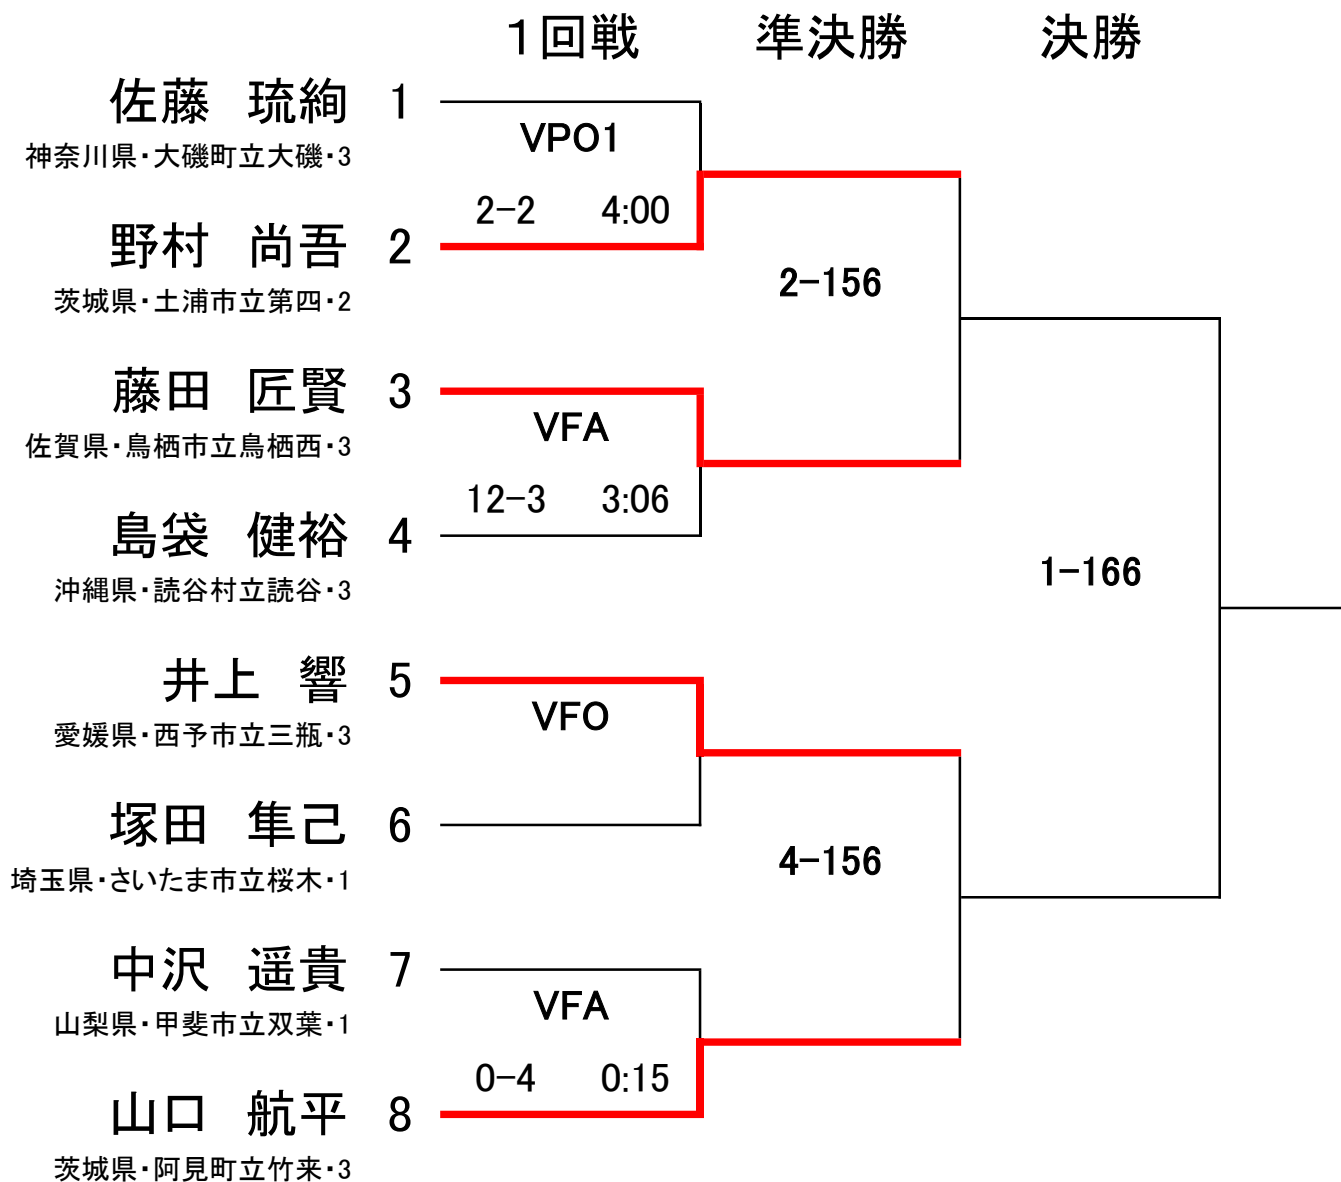 １回戦 準決勝 決勝
佐藤 琉絢 1
神奈川県・大磯町立大磯・3
VPO1
2-2 4:00
野村 尚吾 2
茨城県・土浦市立第四・2
2-156
藤田 匠賢 3
佐賀県・鳥栖市立鳥栖西・3
VFA
12-3 3:06
島袋 健裕 4
沖縄県・読谷村立読谷・3
1-166
井上 響 5
愛媛県・西予市立三瓶・3
VFO
塚田 隼己 6
埼玉県・さいたま市立桜木・1
4-156
中沢 遥貴 7
山梨県・甲斐市立双葉・1
VFA
0-4 0:15
山口 航平 8
茨城県・阿見町立竹来・3